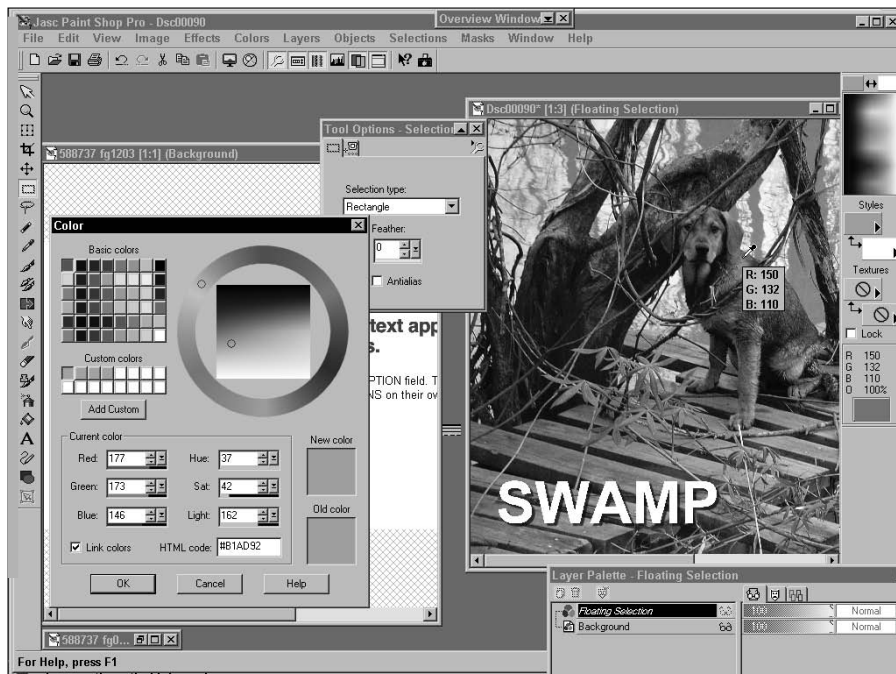 Jasc Paint Shop Pro - Dsc00090
Overview Window
File Edit View Image Effects Colors Layers Objects Selections Masks Window Help
Tool Options - Selection
588737 fg1203 [1:1] (Background)
Selection type:
Rectangle
Feather:
0
Antialias
Dsc00090* [1:3] (Floating Selection)
R: 150
G: 132
B: 110
SWAMP
Styles
Textures
Lock
R 150
G 132
B 110
O 100%
Color
Basic colors
Custom colors
Add Custom
Current color
Red: 177 Hue: 37
Green: 173 Sat: 42
Blue: 146 Light: 162
Link colors HTML code: #B1AD92
New color
Old color
OK Cancel Help
text app
s.
PTION field. T
NS on their ow
Layer Palette - Floating Selection
Floating Selection 100 Normal
Background 100 Normal
588737 fg0...
For Help, press F1